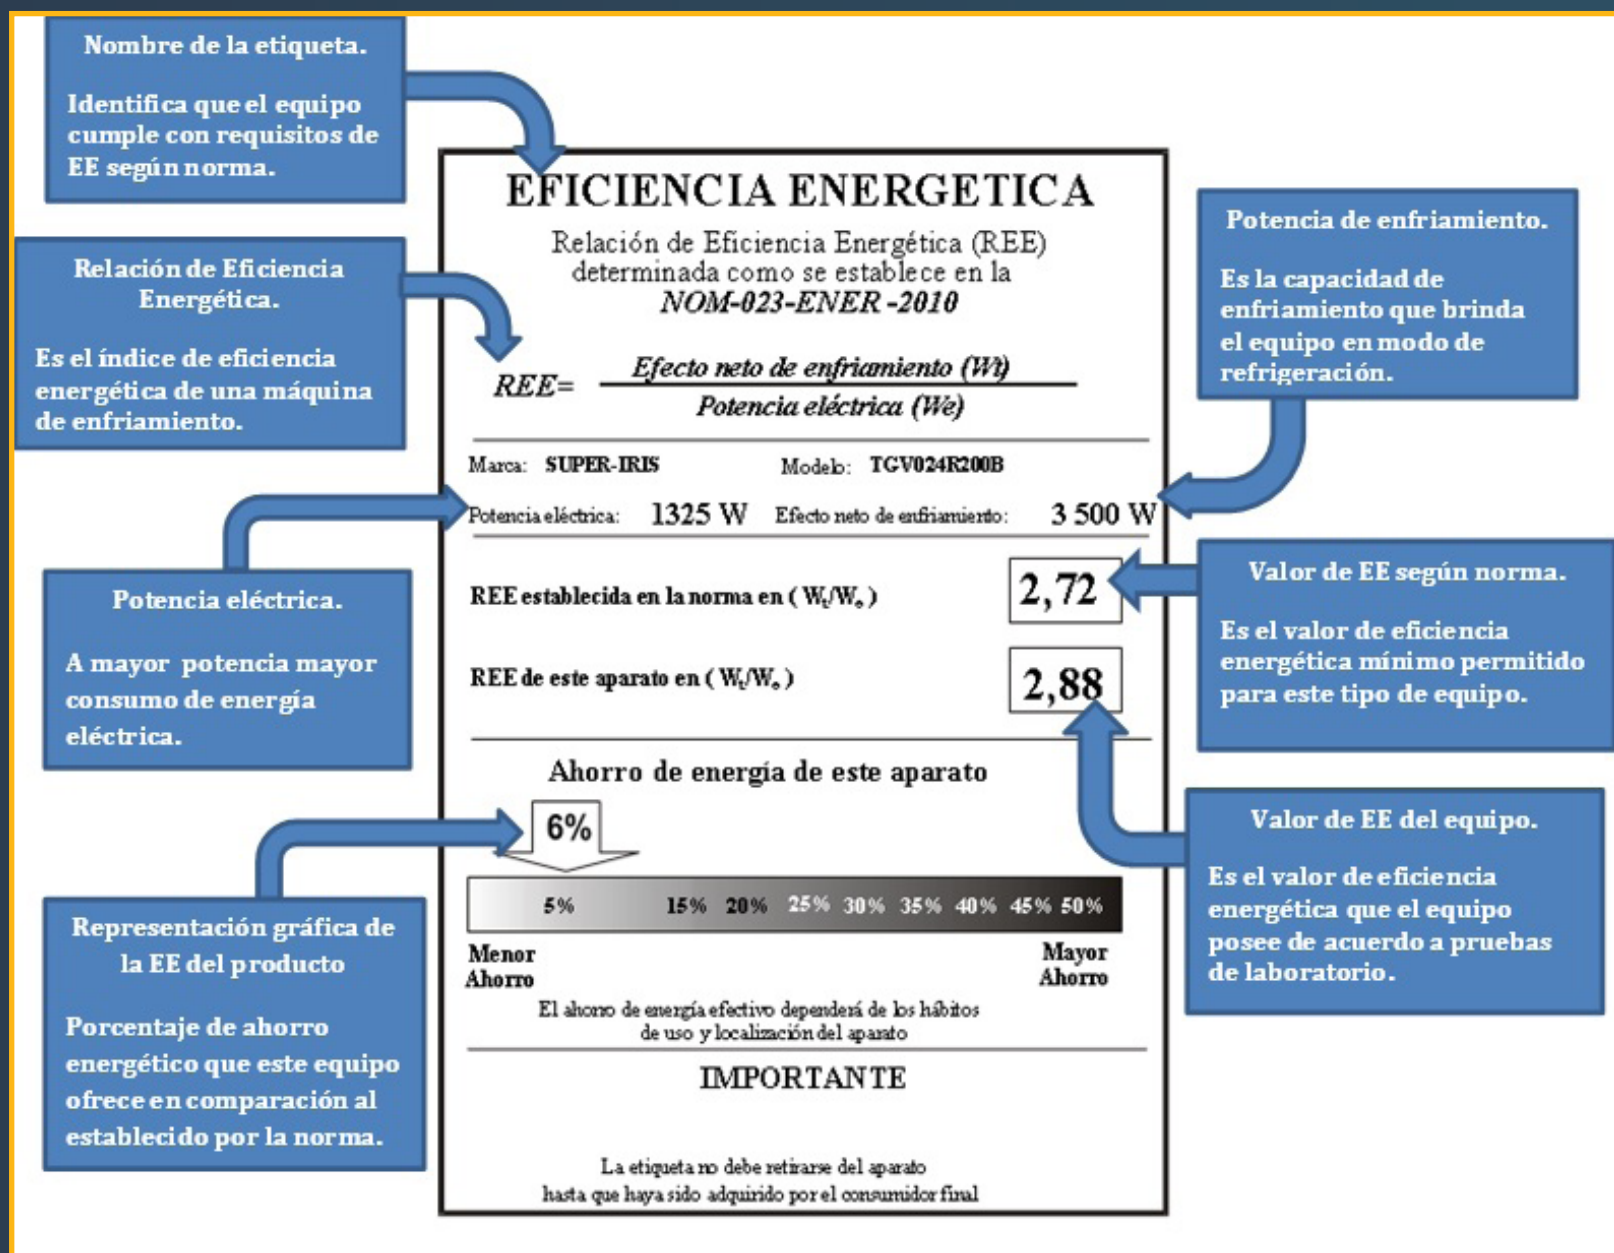 Nombre de la etiqueta.
Identifica que el equipo
cumple con requisitos de
EE según norma.
Relación de Eficiencia
Energética.
Es el índice de eficiencia
energética de una máquina
de enfriamiento.
Potencia eléctrica.
A mayor potencia mayor
consumo de energía
eléctrica.
Representación gráfica de
la EE del producto
Porcentaje de ahorro
energético que este equipo
ofrece en comparación al
establecido por la norma.
EFICIENCIA ENERGETICA
Relación de Eficiencia Energética (REE)
determinada como se establece en la
NOM-023-ENER -2010
REE= Efecto neto de enfriamiento (Wt)
Potencia eléctrica (We)
Marca: SUPER-IRIS Modelo: TGV024R200B
Potencia eléctrica: 1325 W Efecto neto de enfriamiento: 3 500 W
REE establecida en la norma en ( Wt/We )
2,72
REE de este aparato en ( Wt/We )
2,88
Ahorro de energía de este aparato
6%
5% 15% 20% 25% 30% 35% 40% 45% 50%
Menor Mayor
Ahorro Ahorro
El ahorro de energía efectivo dependerá de los hábitos
de uso y localización del aparato
IMPORTANTE
La etiqueta no debe retirarse del aparato
hasta que haya sido adquirido por el consumidor final
Potencia de enfriamiento.
Es la capacidad de
enfriamiento que brinda
el equipo en modo de
refrigeración.
Valor de EE según norma.
Es el valor de eficiencia
energética mínimo permitido
para este tipo de equipo.
Valor de EE del equipo.
Es el valor de eficiencia
energética que el equipo
posee de acuerdo a pruebas
de laboratorio.